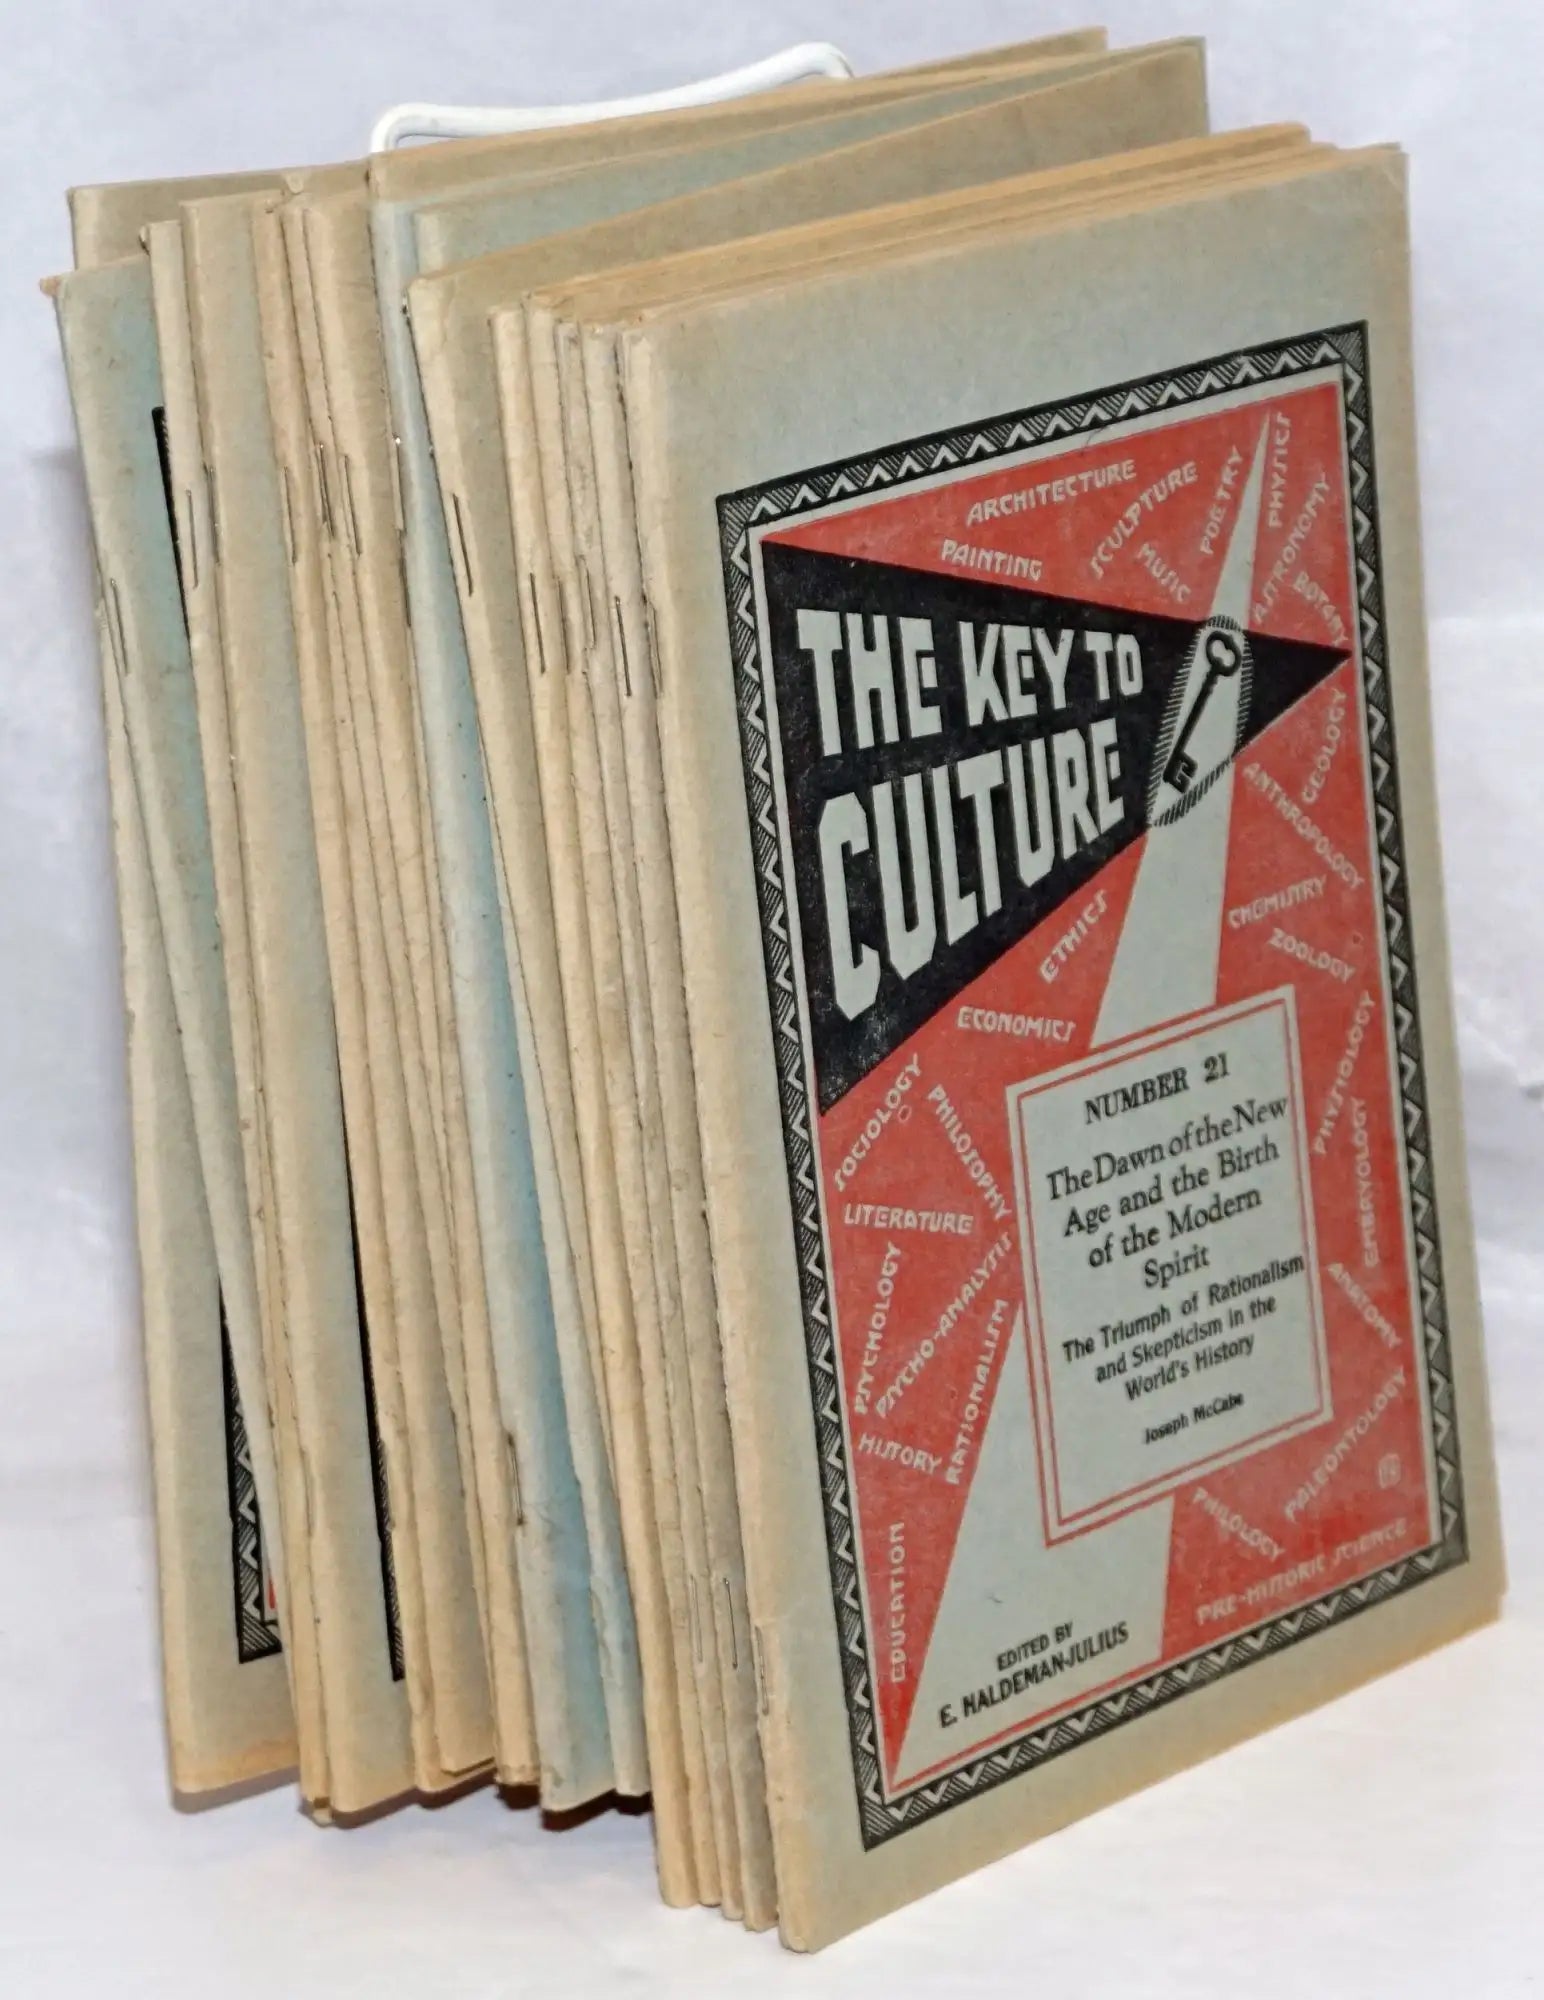 ARCHITECTURE
SCULPTURE
POETRY
PHYSICS
PAINTING
MUSIC
ASTRONOMY
BOTANY
THE KEY TO
CULTURE
GEOLOGY
ANTHROPOLOGY
CHEMISTRY
ZOOLOGY
ETHICS
ECONOMICS
SOCIOLOGY
PHILOSOPHY
PHYSIOLOGY
EMBRYOLOGY
LITERATURE
PSYCHOLOGY
PSYCHO-ANALYSIS
RATIONALISM
HISTORY
ANATOMY
NUMBER 21
The Dawn of the New
Age and the Birth
of the Modern
Spirit
The Triumph of Rationalism
and Skepticism in the
World's History
Joseph McCabe
PALEONTOLOGY
PHILOLOGY
PRE-HISTORIC SCIENCE
EDUCATION
EDITED BY
E. HALDEMAN-JULIUS